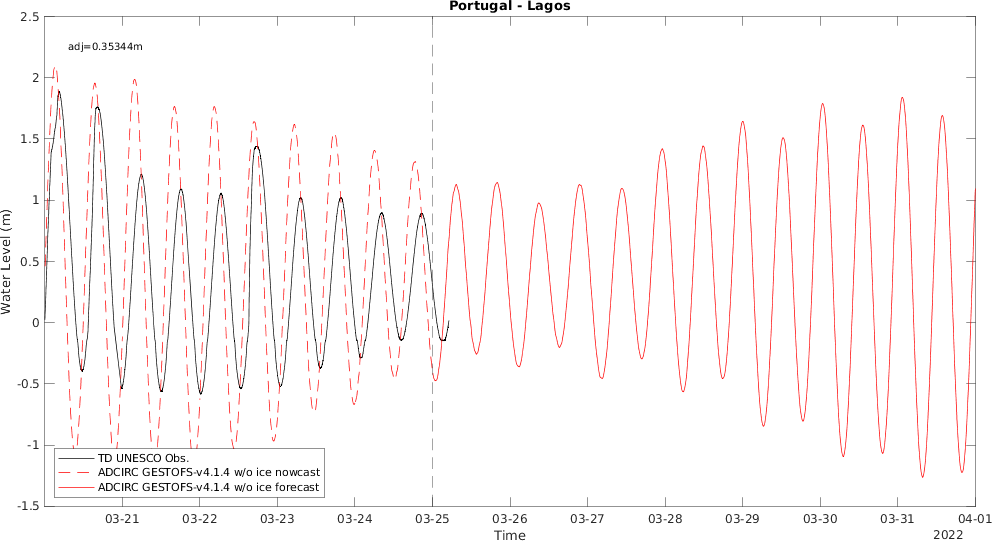 Portugal - Lagos
2.5
2
1.5
1
0.5
0
-0.5
-1
-1.5
Water Level (m)
adj=0.35344m
TD UNESCO Obs.
ADCIRC GESTOFS-v4.1.4 w/o ice nowcast
ADCIRC GESTOFS-v4.1.4 w/o ice forecast
03-21 03-22 03-23 03-24 03-25 03-26 03-27 03-28 03-29 03-30 03-31 04-01
Time
2022